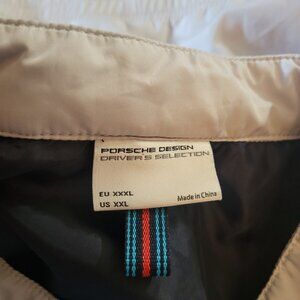 PORSCHE DESIGN
DRIVER'S SELECTION
EU XXXL
US XXL
Made in China